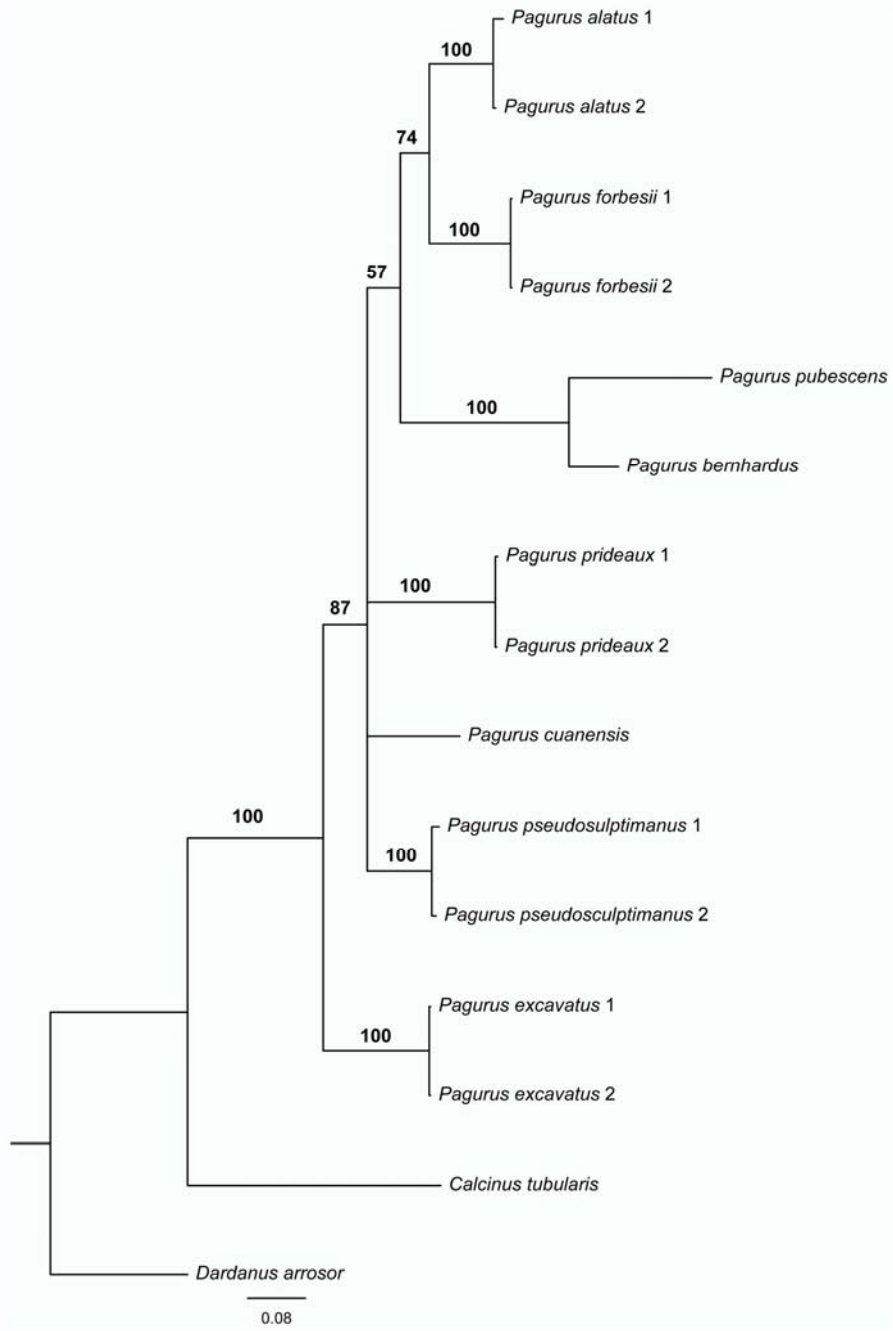 Pagurus alatus 1
100
Pagurus alatus 2
74
Pagurus forbesii 1
100
Pagurus forbesii 2
57
Pagurus pubescens
100
Pagurus bernhardus
Pagurus prideaux 1
100
87
Pagurus prideaux 2
Pagurus cuanensis
100
Pagurus pseudosulptimanus 1
100
Pagurus pseudosculptimanus 2
Pagurus excavatus 1
100
Pagurus excavatus 2
Calcinus tubularis
Dardanus arrosor
0.08